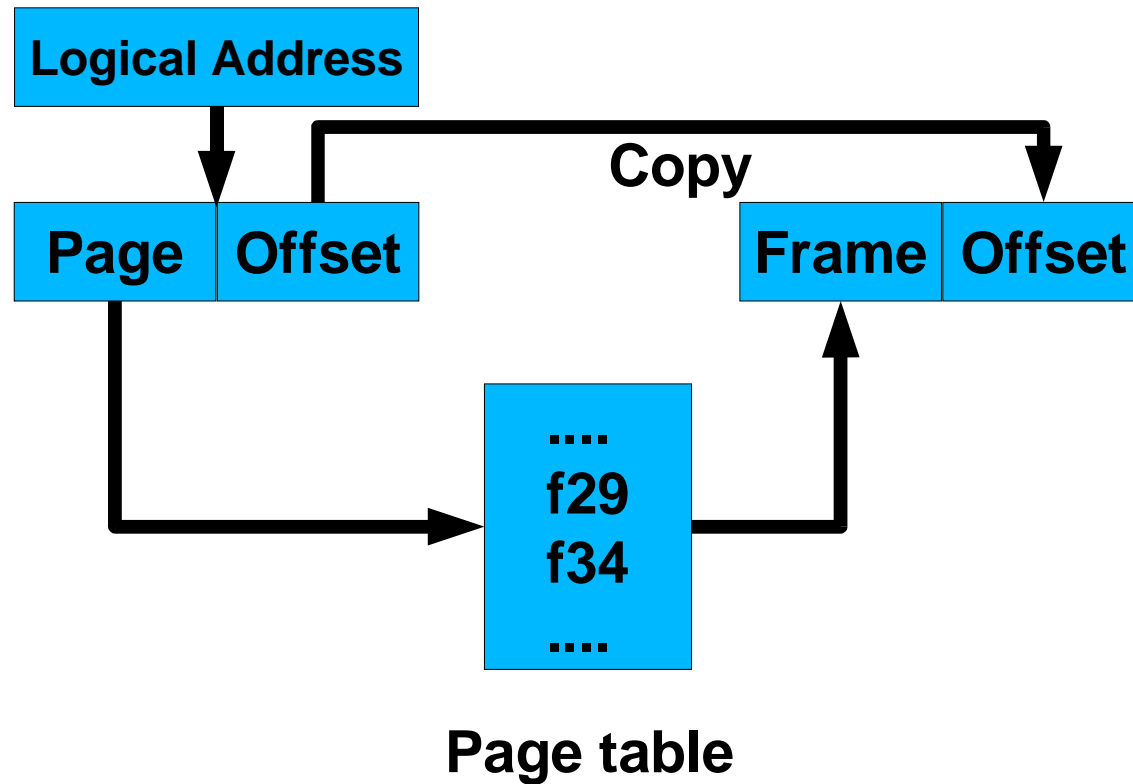 Logical Address
Copy
Page Offset
Frame Offset
....
f29
f34
....
Page table